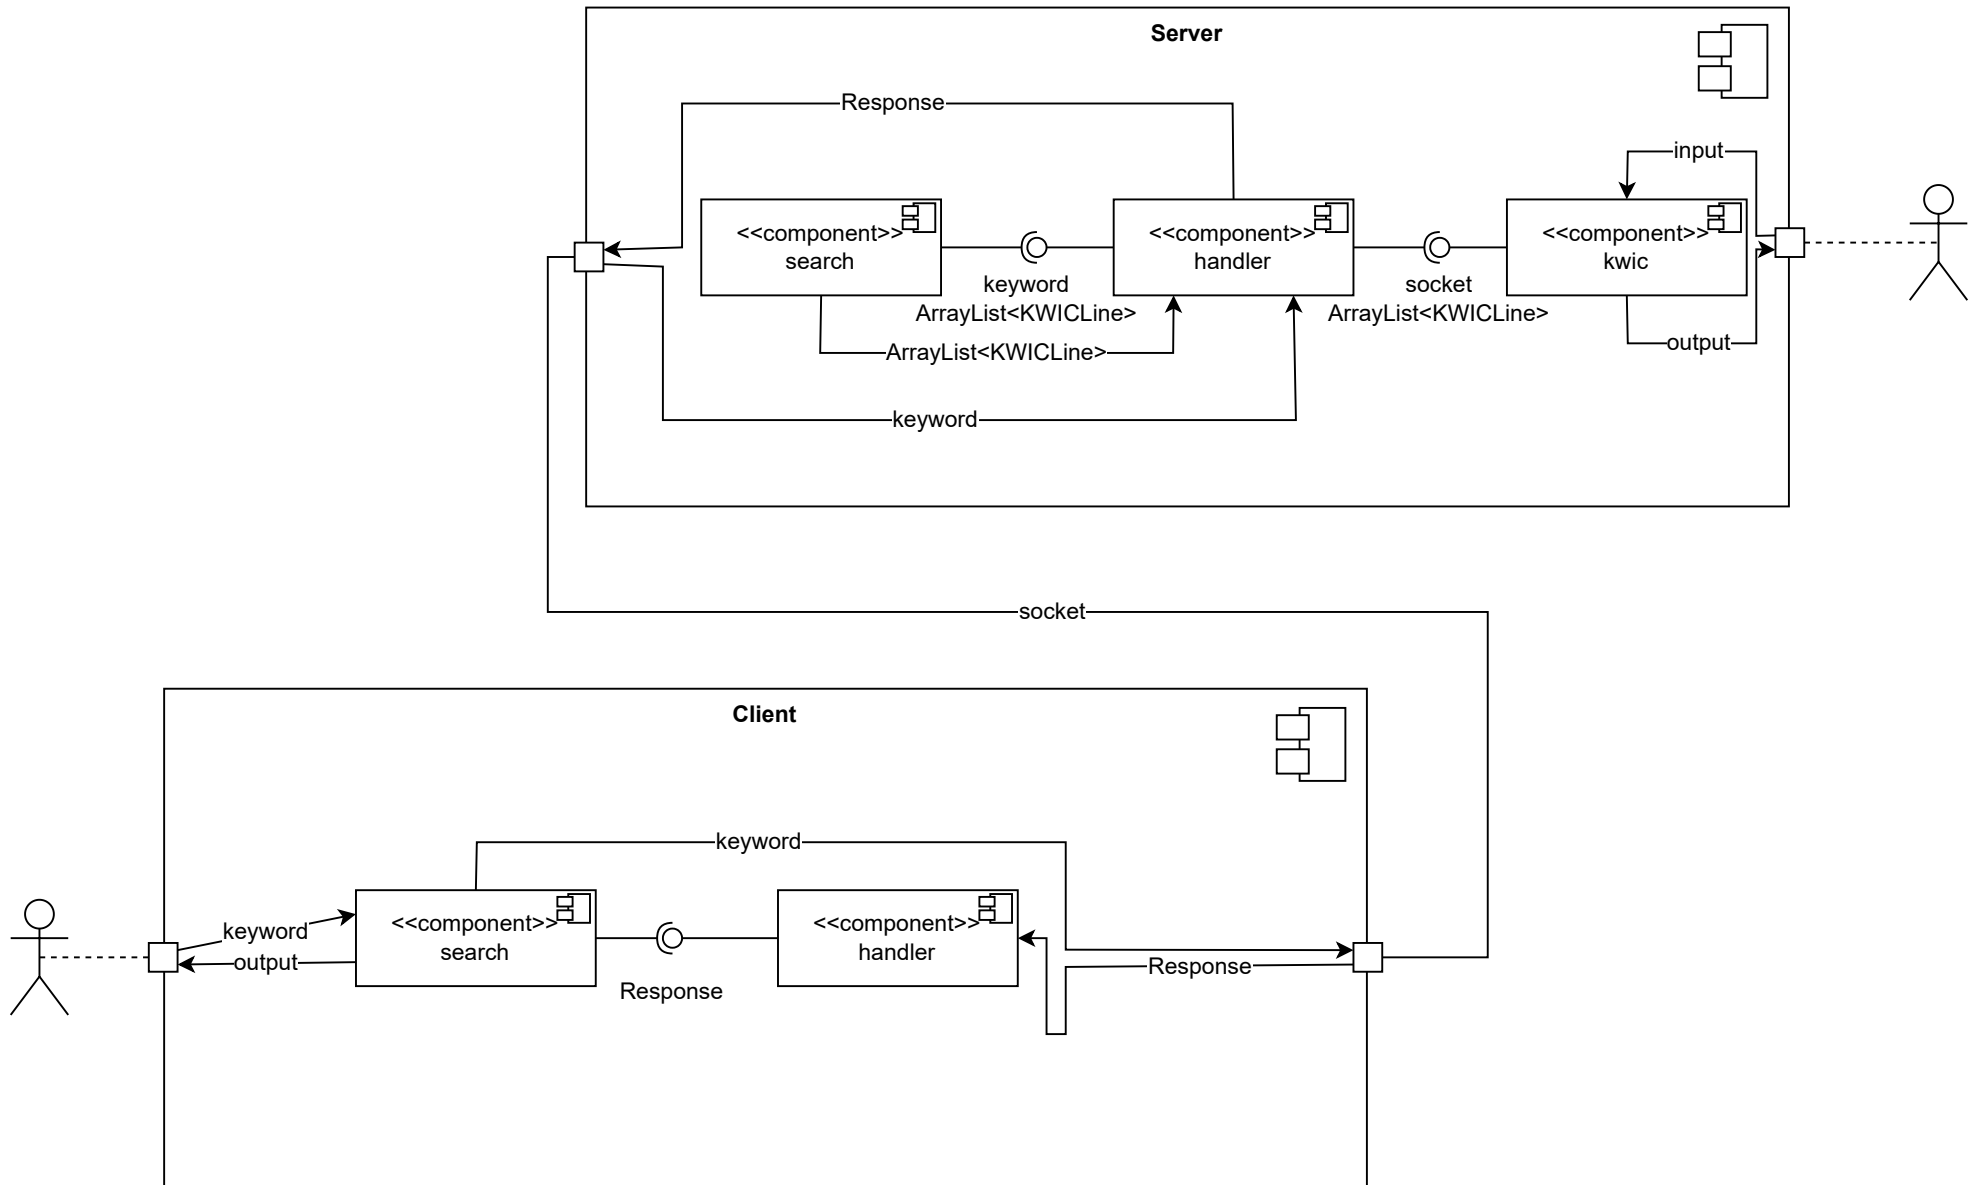 Server
Response
input
<<component>>
search
<<component>>
handler
<<component>>
kwic
keyword
ArrayList<KWICLine>
socket
ArrayList<KWICLine>
ArrayList<KWICLine>
output
keyword
socket
Client
keyword
<<component>>
search
<<component>>
handler
keyword
output
Response
Response